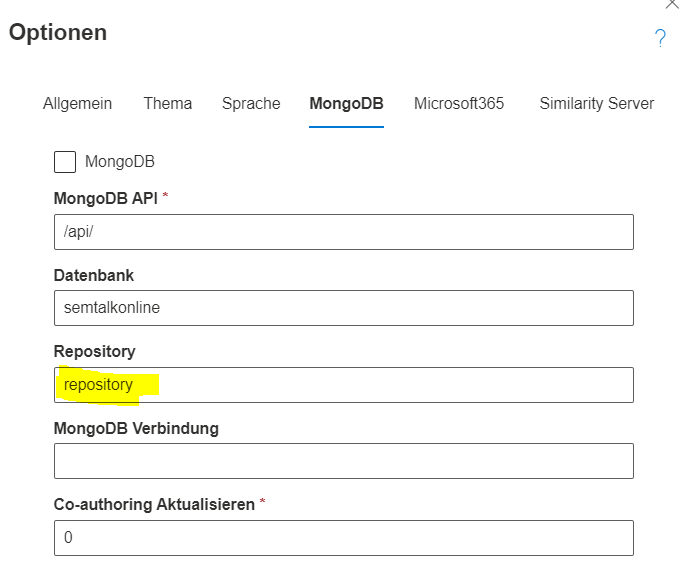 Optionen
?
Allgemein Thema Sprache MongoDB Microsoft365 Similarity Server
MongoDB
MongoDB API *
/api/
Datenbank
semtalkonline
Repository
repository
MongoDB Verbindung
Co-authoring Aktualisieren *
0